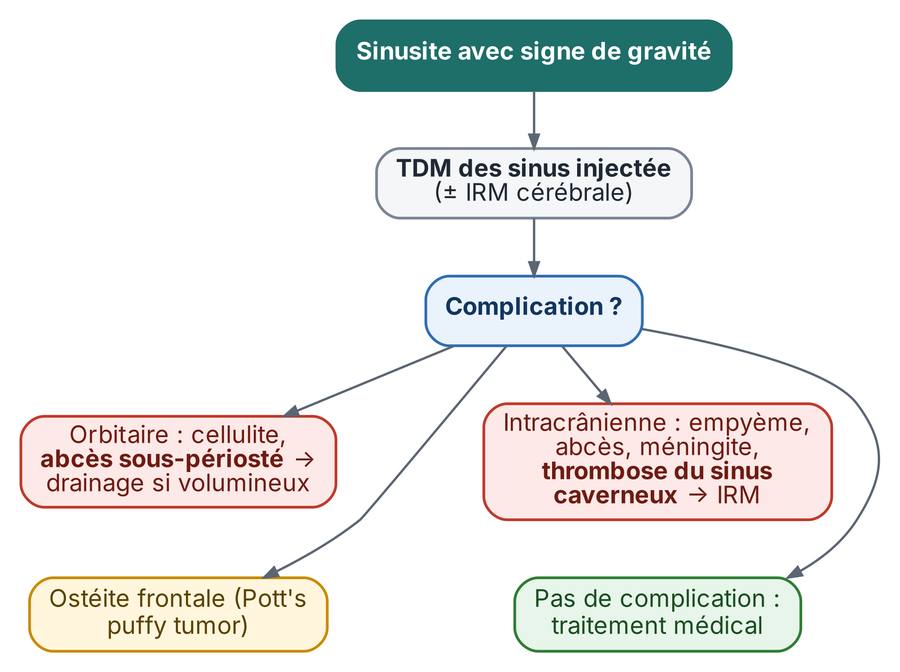 Sinusite avec signe de gravité
TDM des sinus injectée
(± IRM cérébrale)
Complication ?
Orbitaire : cellulite,
abcès sous-périosté →
drainage si volumineux
Intracrânienne : empyème,
abcès, méningite,
thrombose du sinus
caverneux → IRM
Ostéite frontale (Pott's
puffy tumor)
Pas de complication :
traitement médical